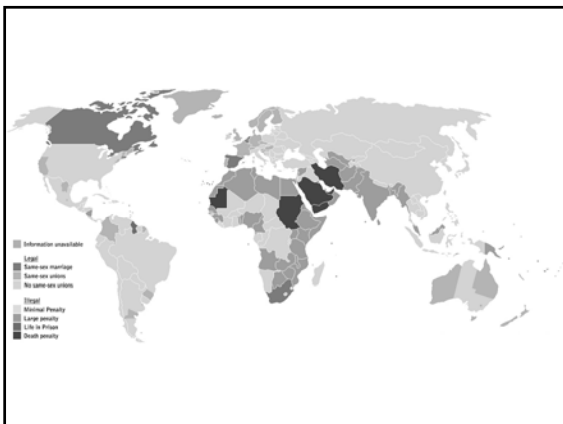 Information unavailable
Legal
Same-sex marriage
Same-sex unions
No same-sex unions
Illegal
Minimal Penalty
Large penalty
Life in Prison
Death penalty